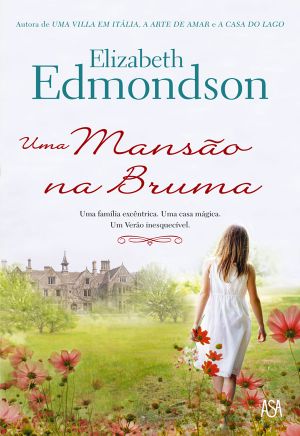 Autora de UMA VILLA EM ITÁLIA, A ARTE DE AMAR e A CASA DO LAGO
Elizabeth
Edmondson
Uma Mansão
na Bruma
Uma família excêntrica. Uma casa mágica.
Um Verão inesquecível.
ASA